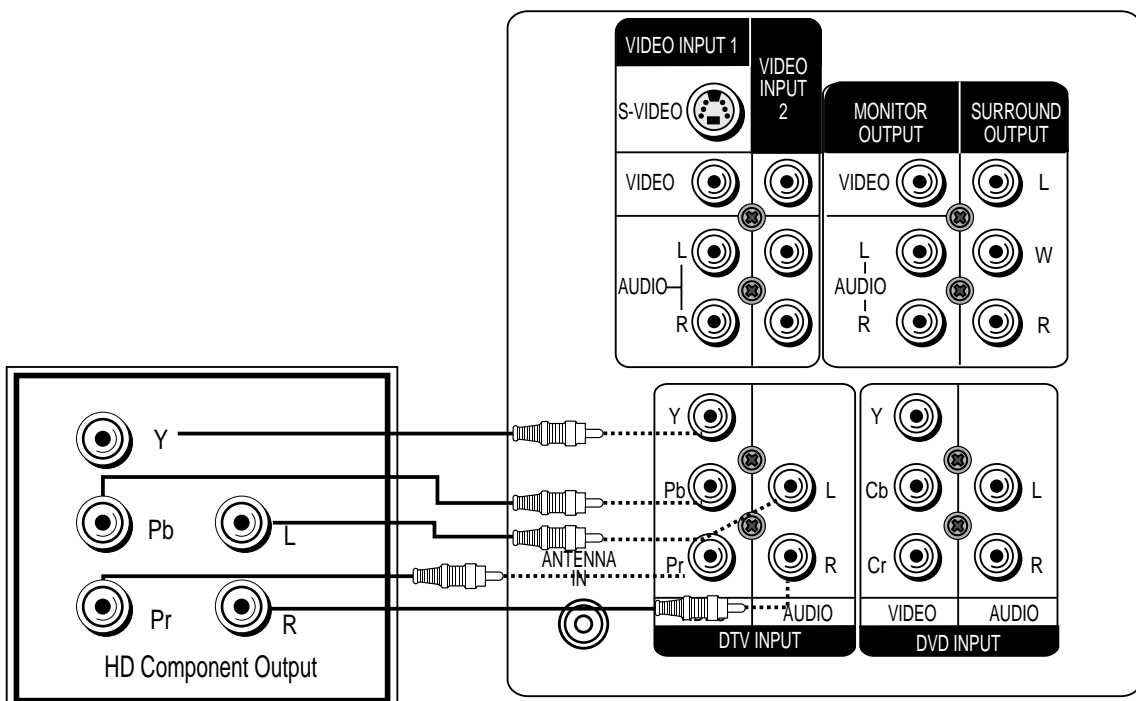 VIDEO INPUT 1
VIDEO
INPUT
2
S-VIDEO
VIDEO
L
AUDIO
R
MONITOR
OUTPUT
SURROUND
OUTPUT
VIDEO
L
L
AUDIO
R
W
R
Y
Pb
L
Pr
R
HD Component Output
ANTENNA
IN
Y
Pb
L
Pr
R
AUDIO
DTV INPUT
Y
Cb
L
Cr
R
VIDEO
AUDIO
DVD INPUT